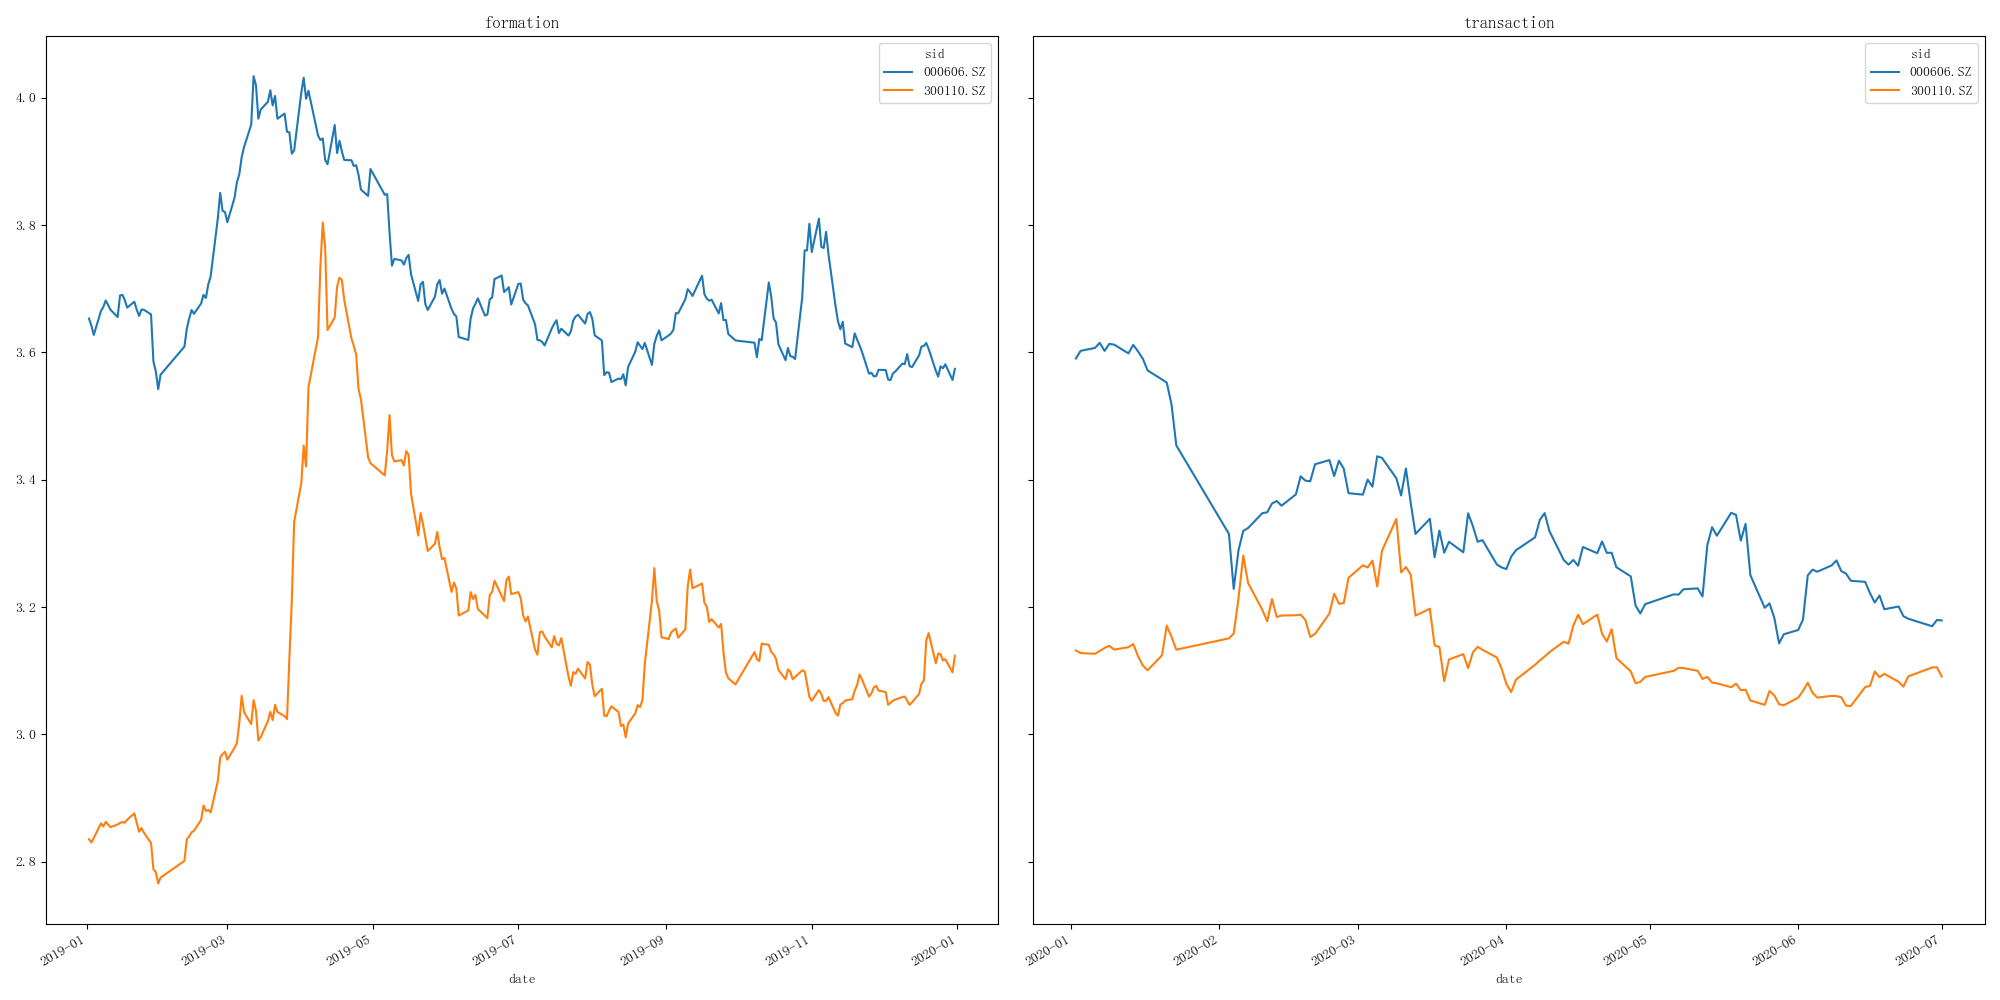 formation
sid
000606.SZ
300110.SZ
4.0
3.8
3.6
3.4
3.2
3.0
2.8
2019-01
2019-03
2019-05
2019-07
2019-09
2019-11
2020-01
date
transaction
sid
000606.SZ
300110.SZ
2020-01
2020-02
2020-03
2020-04
2020-05
2020-06
2020-07
date